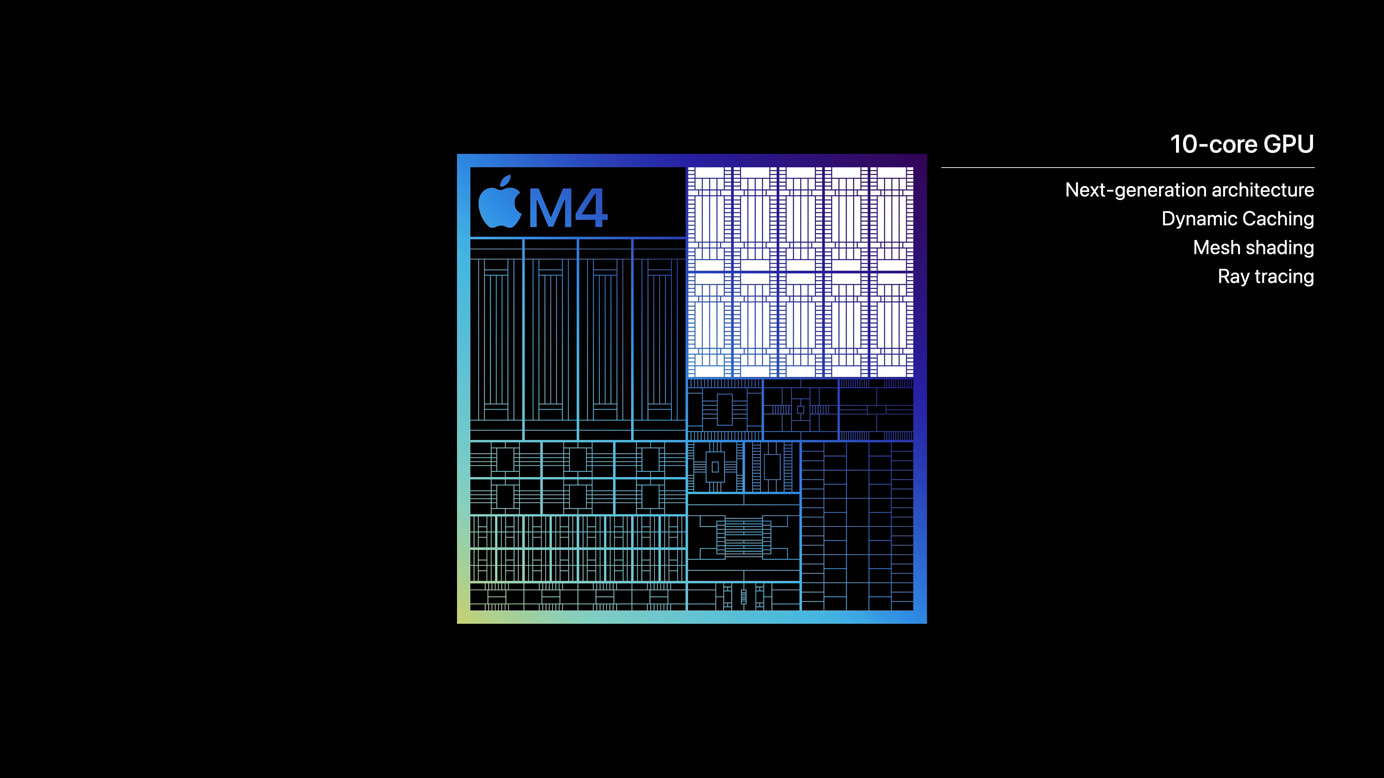 M4
10-core GPU
Next-generation architecture
Dynamic Caching
Mesh shading
Ray tracing